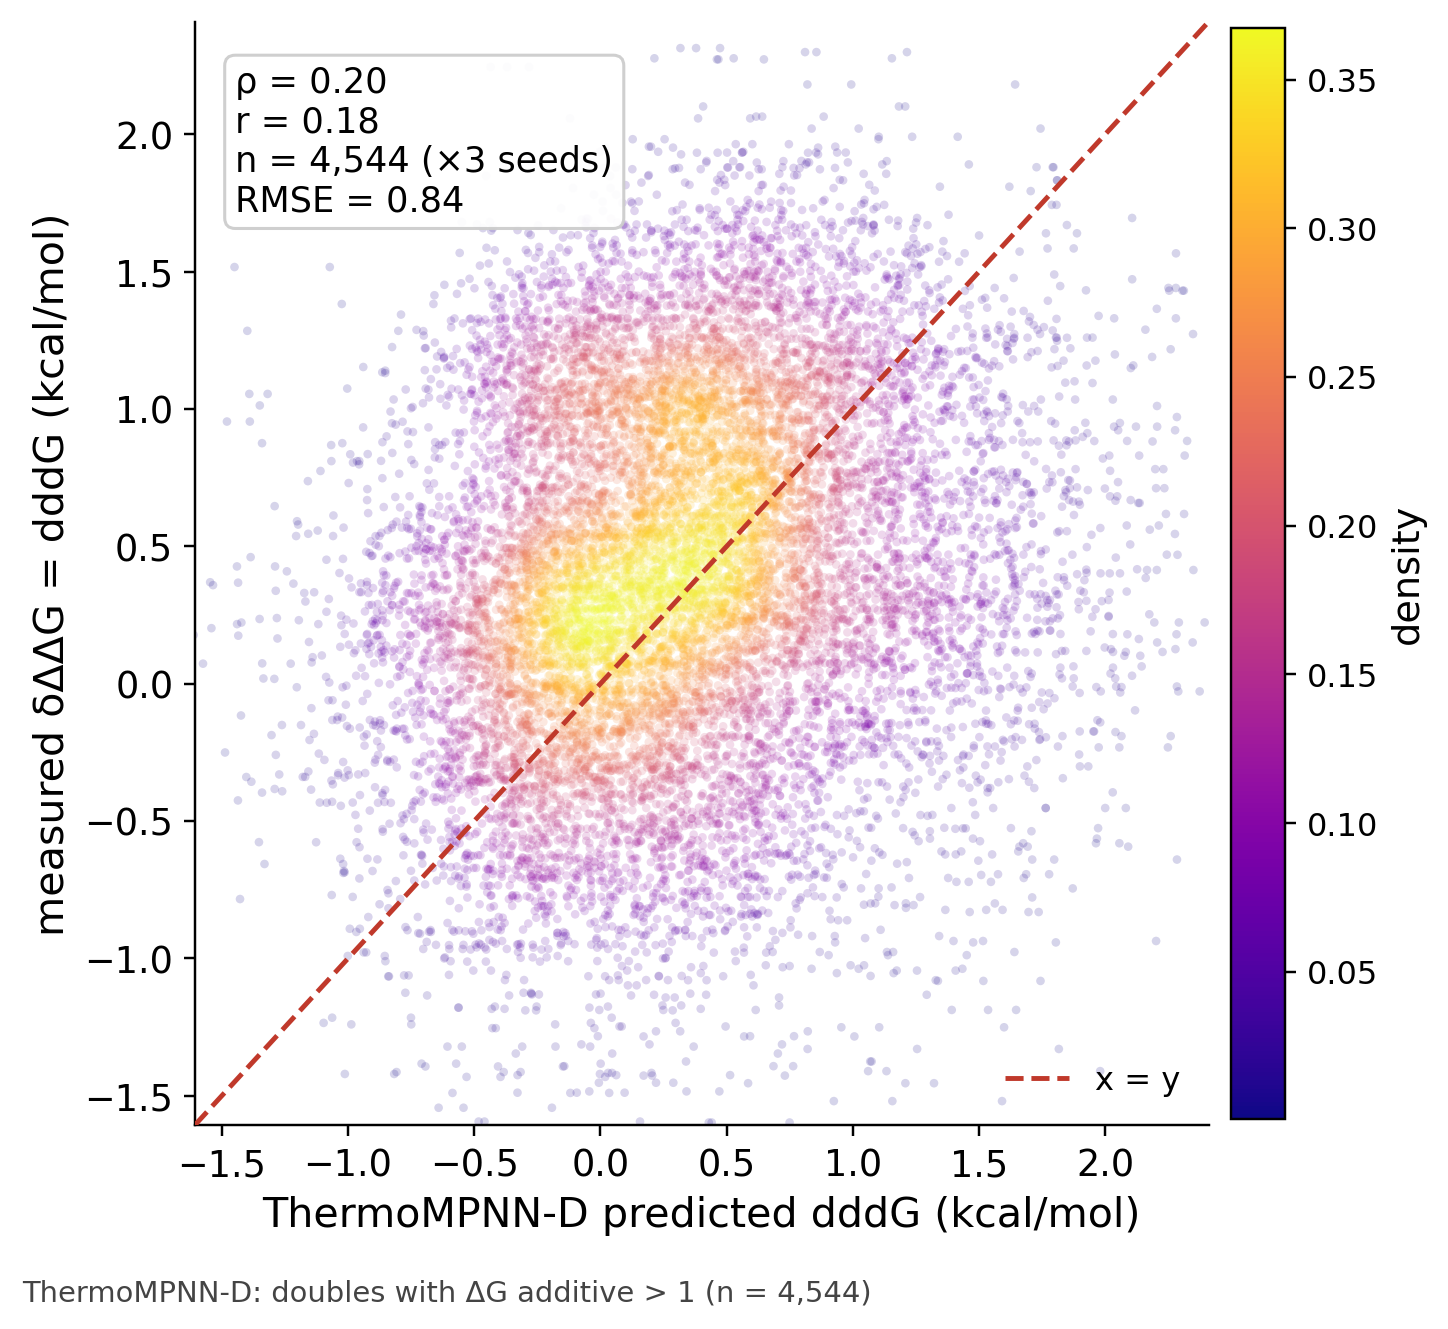 ρ = 0.20
r = 0.18
n = 4,544 (×3 seeds)
RMSE = 0.84
measured δΔΔG = dddG (kcal/mol)
2.0
1.5
1.0
0.5
0.0
−0.5
−1.0
−1.5
−1.5 −1.0 −0.5 0.0 0.5 1.0 1.5 2.0
ThermoMPNN-D predicted dddG (kcal/mol)
x = y
0.35
0.30
0.25
0.20
0.15
0.10
0.05
density
ThermoMPNN-D: doubles with ΔG additive > 1 (n = 4,544)